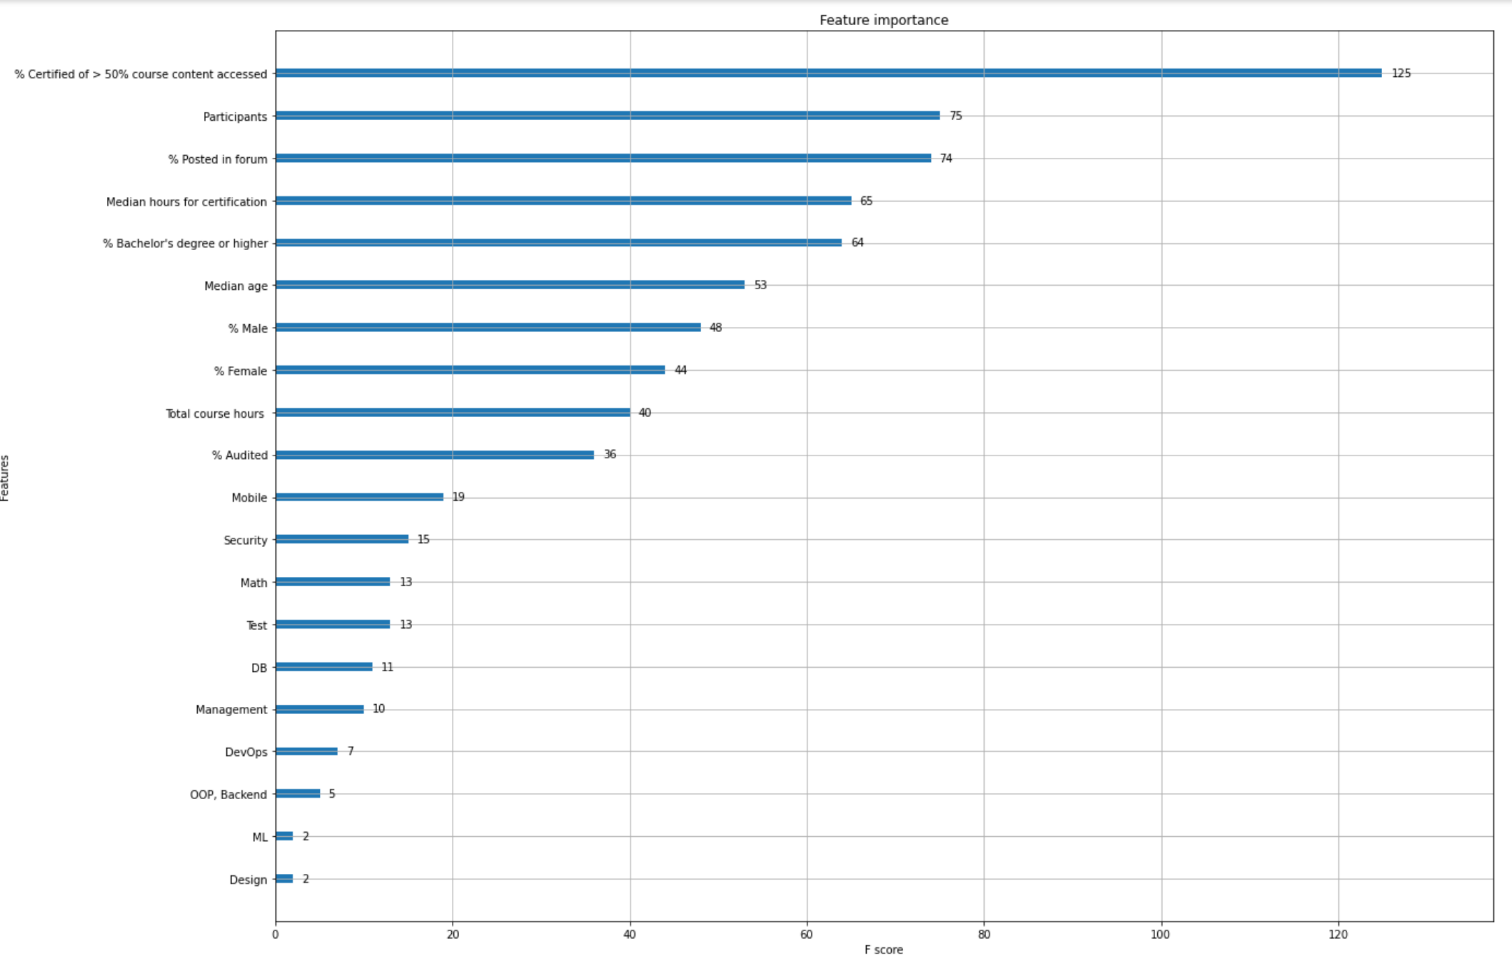 Feature importance
% Certified of > 50% course content accessed 125
Participants 75
% Posted in forum 74
Median hours for certification 65
% Bachelor's degree or higher 64
Median age 53
% Male 48
% Female 44
Total course hours 40
% Audited 36
Features
Mobile 19
Security 15
Math 13
Test 13
DB 11
Management 10
DevOps 7
OOP, Backend 5
ML 2
Design 2
0 20 40 60 80 100 120
F score